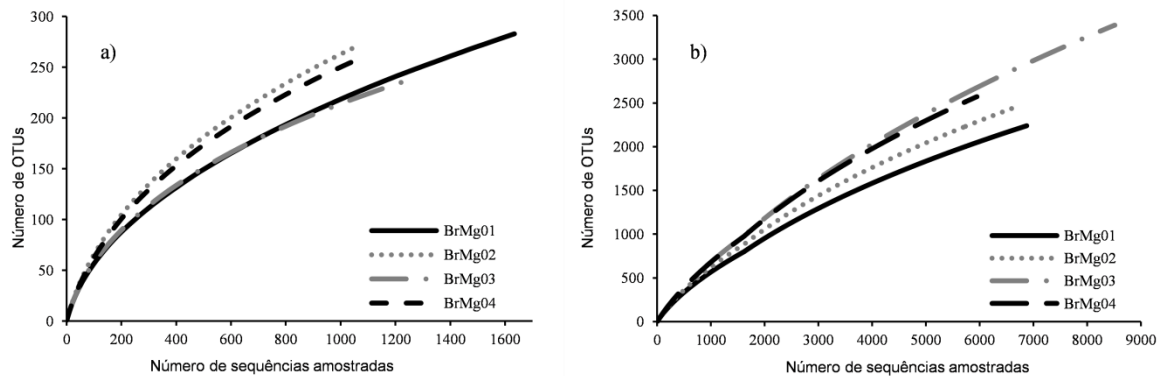 a)
Número de OTUs
300
250
200
150
100
50
0
BrMg01
BrMg02
BrMg03
BrMg04
0 200 400 600 800 1000 1200 1400 1600
Número de sequências amostradas
b)
Número de OTUs
3500
3000
2500
2000
1500
1000
500
0
BrMg01
BrMg02
BrMg03
BrMg04
0 1000 2000 3000 4000 5000 6000 7000 8000 9000
Número de sequências amostradas